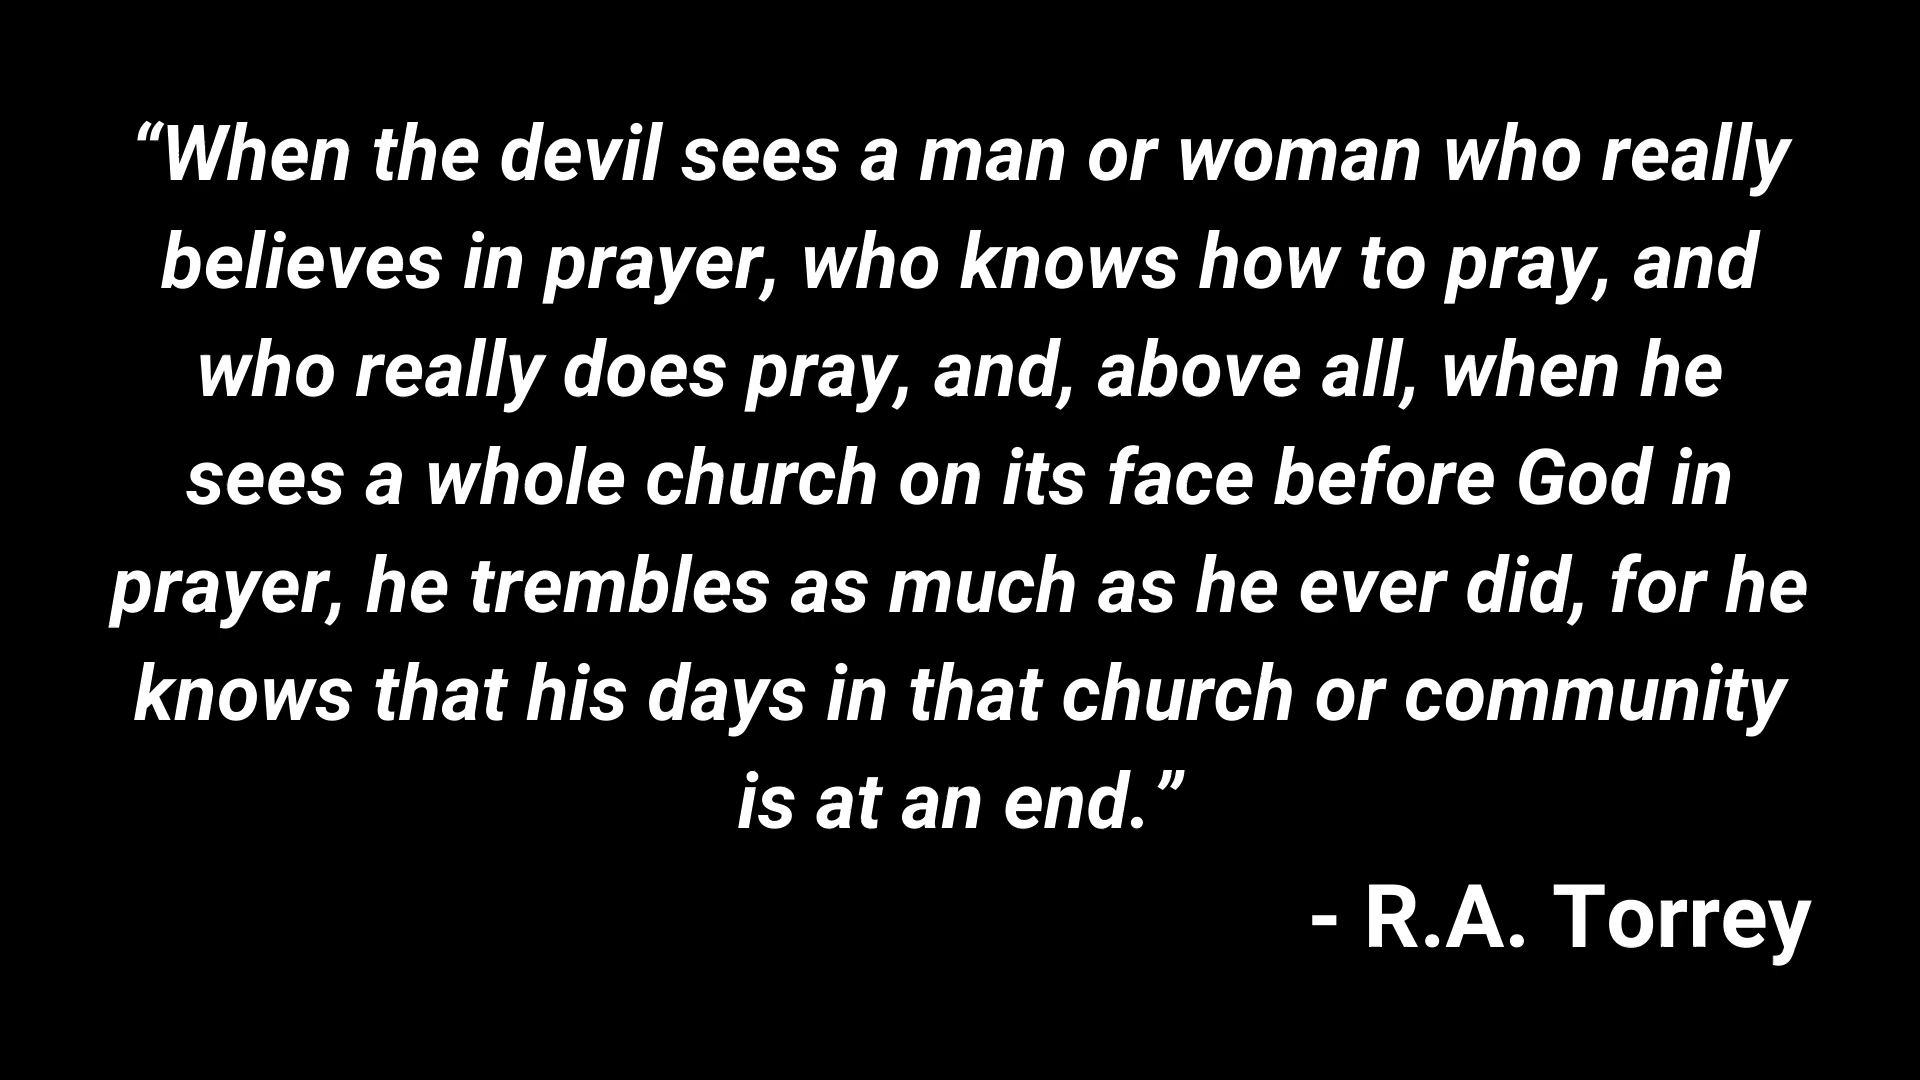 “When the devil sees a man or woman who really
believes in prayer, who knows how to pray, and
who really does pray, and, above all, when he
sees a whole church on its face before God in
prayer, he trembles as much as he ever did, for he
knows that his days in that church or community
is at an end.”
- R.A. Torrey